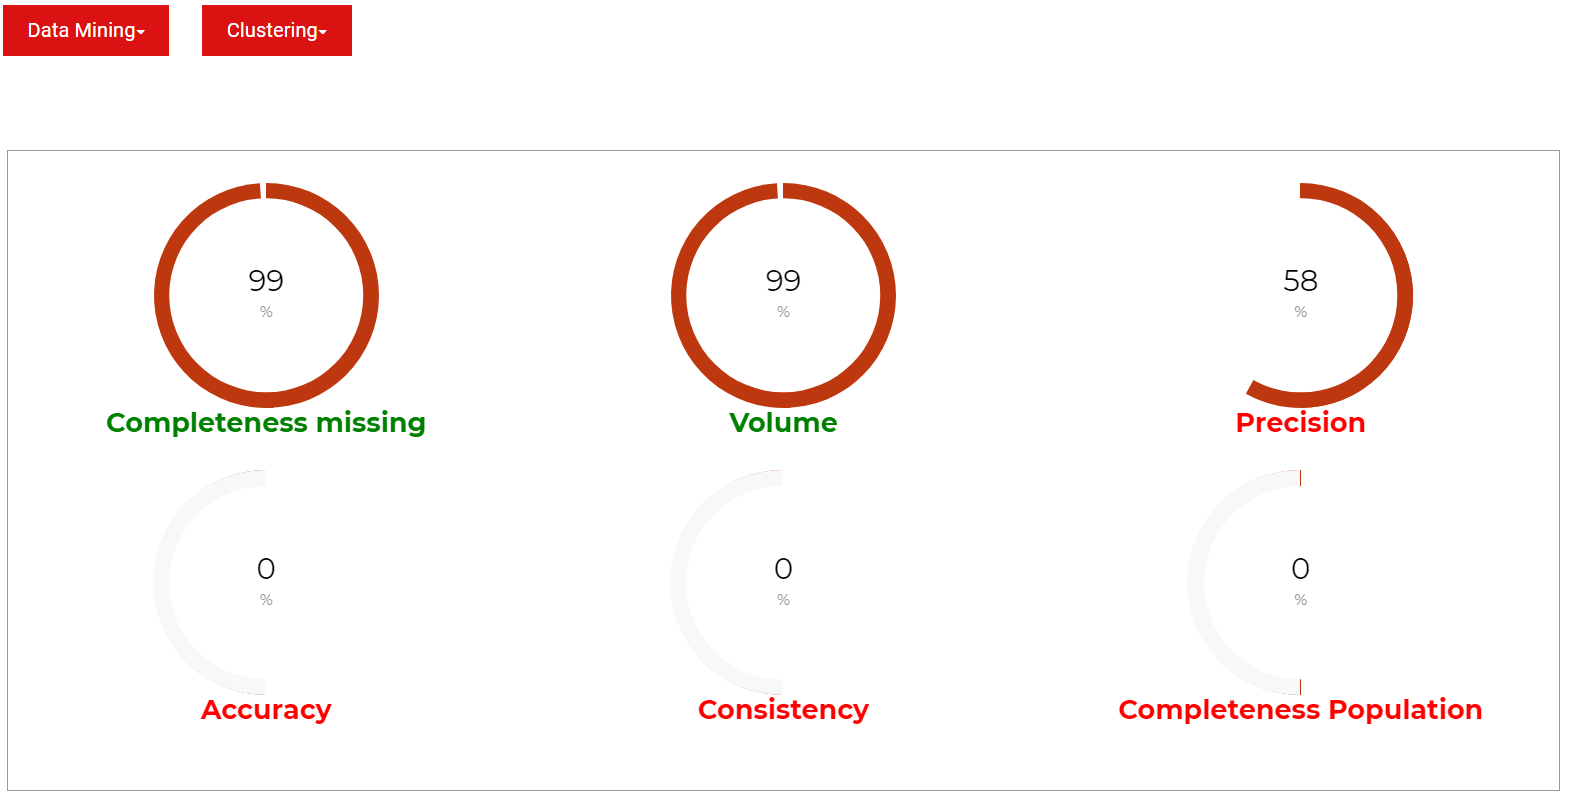 Data Mining
Clustering
99
%
Completeness missing
99
%
Volume
58
%
Precision
0
%
Accuracy
0
%
Consistency
0
%
Completeness Population